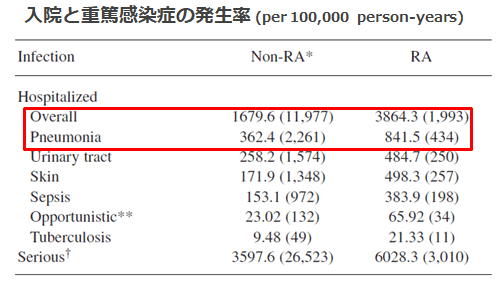 入院と重篤感染症の発生率 (per 100,000 person-years)
Infection Non-RA* RA
Hospitalized
Overall 1679.6 (11,977) 3864.3 (1,993)
Pneumonia 362.4 (2,261) 841.5 (434)
Urinary tract 258.2 (1,574) 484.7 (250)
Skin 171.9 (1,348) 498.3 (257)
Sepsis 153.1 (972) 383.9 (198)
Opportunistic** 23.02 (132) 65.92 (34)
Tuberculosis 9.48 (49) 21.33 (11)
Serious† 3597.6 (26,523) 6028.3 (3,010)